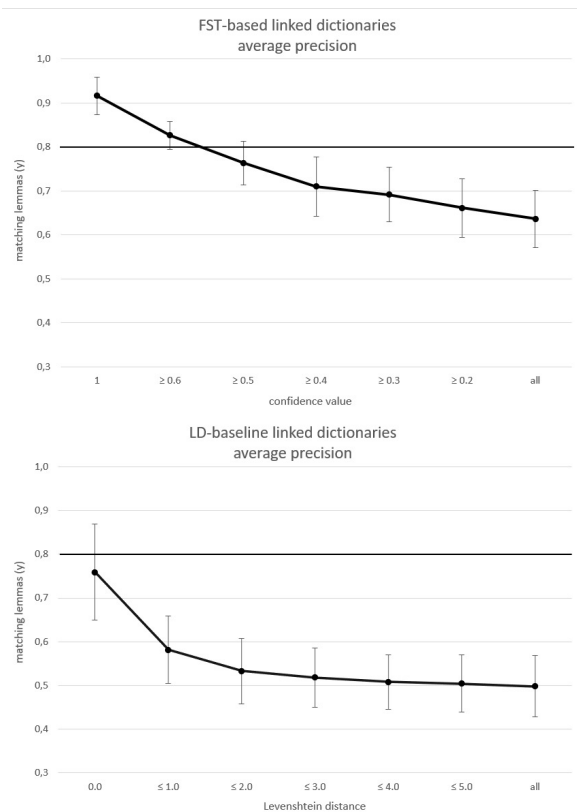 FST-based linked dictionaries
average precision
1,0
0,9
0,8
0,7
0,6
0,5
0,4
0,3
matching lemmas (y)
1 ≥ 0.6 ≥ 0.5 ≥ 0.4 ≥ 0.3 ≥ 0.2 all
confidence value
LD-baseline linked dictionaries
average precision
1,0
0,9
0,8
0,7
0,6
0,5
0,4
0,3
matching lemmas (y)
0.0 ≤ 1.0 ≤ 2.0 ≤ 3.0 ≤ 4.0 ≤ 5.0 all
Levenshtein distance